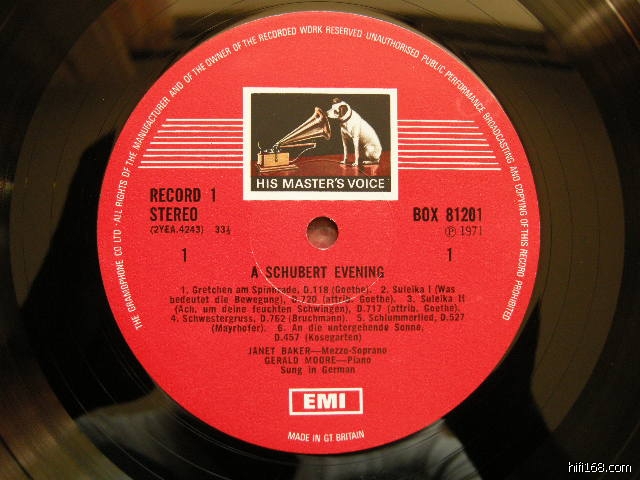 THE GRAMOPHONE CO LTD · ALL RIGHTS OF THE MANUFACTURER AND OF THE OWNER OF THE RECORDED WORK RESERVED UNAUTHORISED PUBLIC PERFORMANCE BROADCASTING AND COPYING OF THIS RECORD PROHIBITED
HIS MASTER'S VOICE
RECORD 1
STEREO
(2YEA.4243) 33⅓
BOX 81201
Ⓟ 1971
1
1
A SCHUBERT EVENING
1. Gretchen am Spinnrade, D.118 (Goethe). 2. Suleika I (Was
bedeutet die Bewegung), D.720 (attrib. Goethe). 3. Suleika II
(Ach, um deine feuchten Schwingen), D.717 (attrib. Goethe).
4. Schwestergruss, D.762 (Bruchmann). 5. Schlummerlied, D.527
(Mayrhofer). 6. An die untergehende Sonne,
D.457 (Kosegarten)
JANET BAKER—Mezzo-Soprano
GERALD MOORE—Piano
Sung in German
EMI
MADE IN GT. BRITAIN
hifi168.com